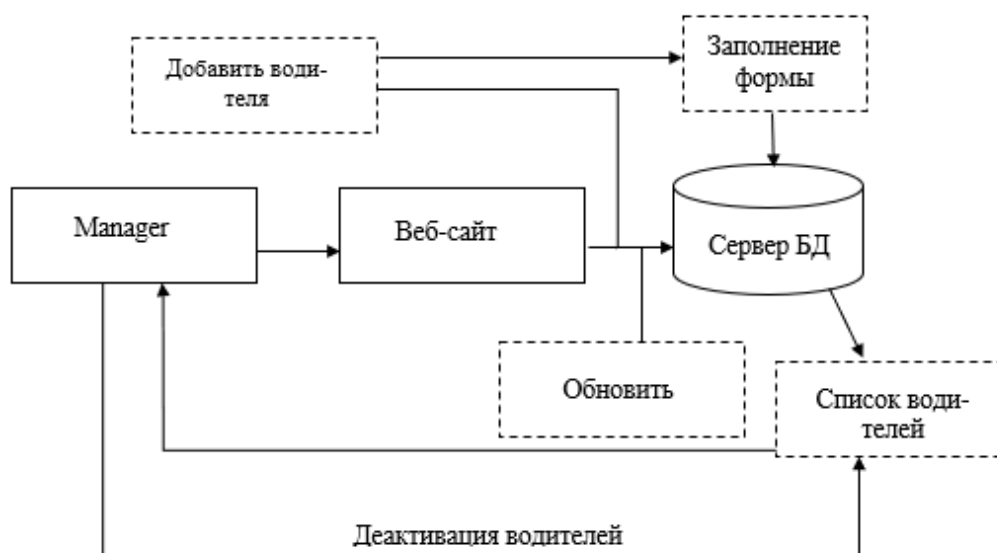 Добавить води-
теля
Заполнение
формы
Manager
Веб-сайт
Сервер БД
Обновить
Список води-
телей
Деактивация водителей